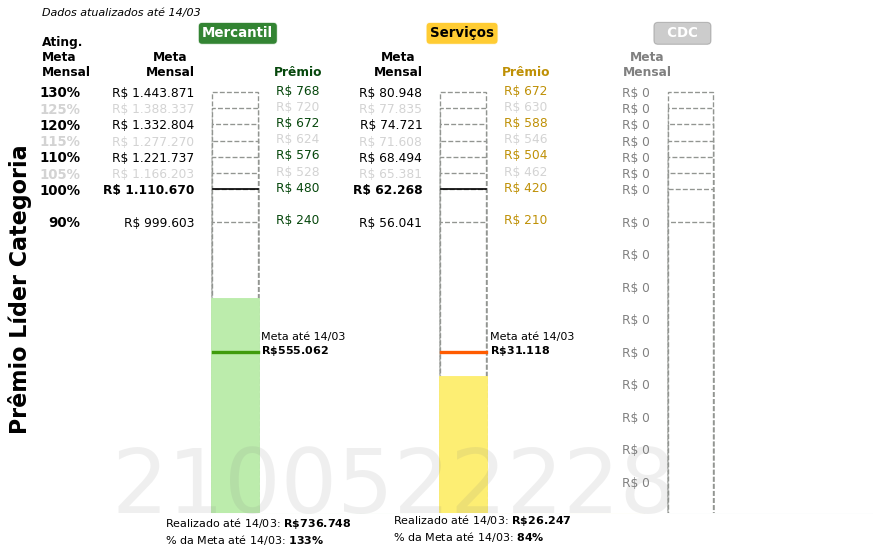 Dados atualizados até 14/03
Mercantil Serviços CDC
Ating. Meta Mensal
Meta Mensal Prêmio Meta Mensal Prêmio Meta Mensal
130% R$ 1.443.871 R$ 768 R$ 80.948 R$ 672 R$ 0
125% R$ 1.388.337 R$ 720 R$ 77.835 R$ 630 R$ 0
120% R$ 1.332.804 R$ 672 R$ 74.721 R$ 588 R$ 0
115% R$ 1.277.270 R$ 624 R$ 71.608 R$ 546 R$ 0
110% R$ 1.221.737 R$ 576 R$ 68.494 R$ 504 R$ 0
105% R$ 1.166.203 R$ 528 R$ 65.381 R$ 462 R$ 0
100% R$ 1.110.670 R$ 480 R$ 62.268 R$ 420 R$ 0
90% R$ 999.603 R$ 240 R$ 56.041 R$ 210 R$ 0
R$ 0
R$ 0
R$ 0
R$ 0
R$ 0
R$ 0
R$ 0
R$ 0
Prêmio Líder Categoria
Meta até 14/03
R$555.062
Meta até 14/03
R$31.118
2100522228
Realizado até 14/03: R$736.748
% da Meta até 14/03: 133%
Realizado até 14/03: R$26.247
% da Meta até 14/03: 84%